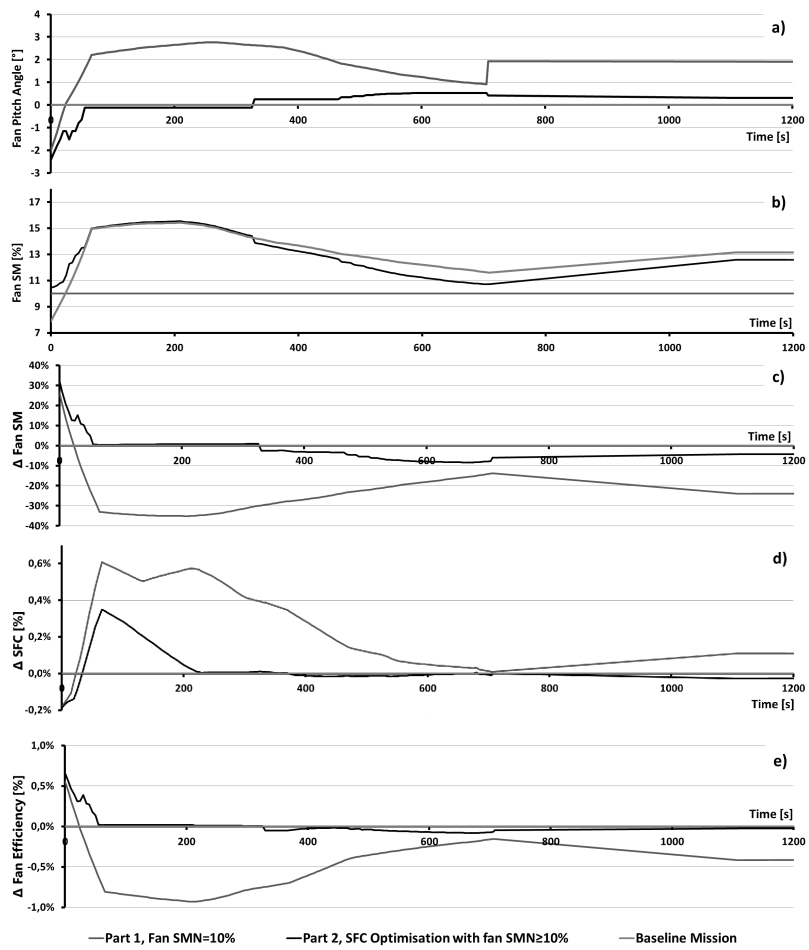 4
3
2
1
0
-1
-2
-3
Fan Pitch Angle [°]
a)
0 200 400 600 800 1000 1200
Time [s]
17
15
13
11
9
7
Fan SM [%]
b)
Time [s]
0 200 400 600 800 1000 1200
40%
30%
20%
10%
0%
-10%
-20%
-30%
-40%
Δ Fan SM
c)
Time [s]
0 200 400 600 800 1000 1200
0,6%
0,4%
0,2%
0,0%
-0,2%
Δ SFC [%]
d)
0 200 400 600 800 1000 1200
Time [s]
1,0%
0,5%
0,0%
-0,5%
-1,0%
Δ Fan Efficiency [%]
e)
Time [s]
0 200 400 600 800 1000 1200
Part 1, Fan SMN=10% Part 2, SFC Optimisation with fan SMN≥10% Baseline Mission